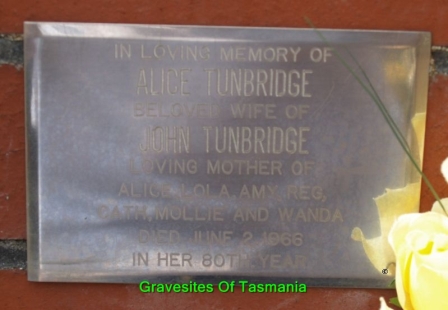 IN LOVING MEMORY OF
ALICE TUNBRIDGE
BELOVED WIFE OF
JOHN TUNBRIDGE
LOVING MOTHER OF
ALICE, LOLA, AMY, REG,
CATH, MOLLIE AND WANDA
DIED JUNE 2, 1966
IN HER 80TH YEAR
© Gravesites Of Tasmania